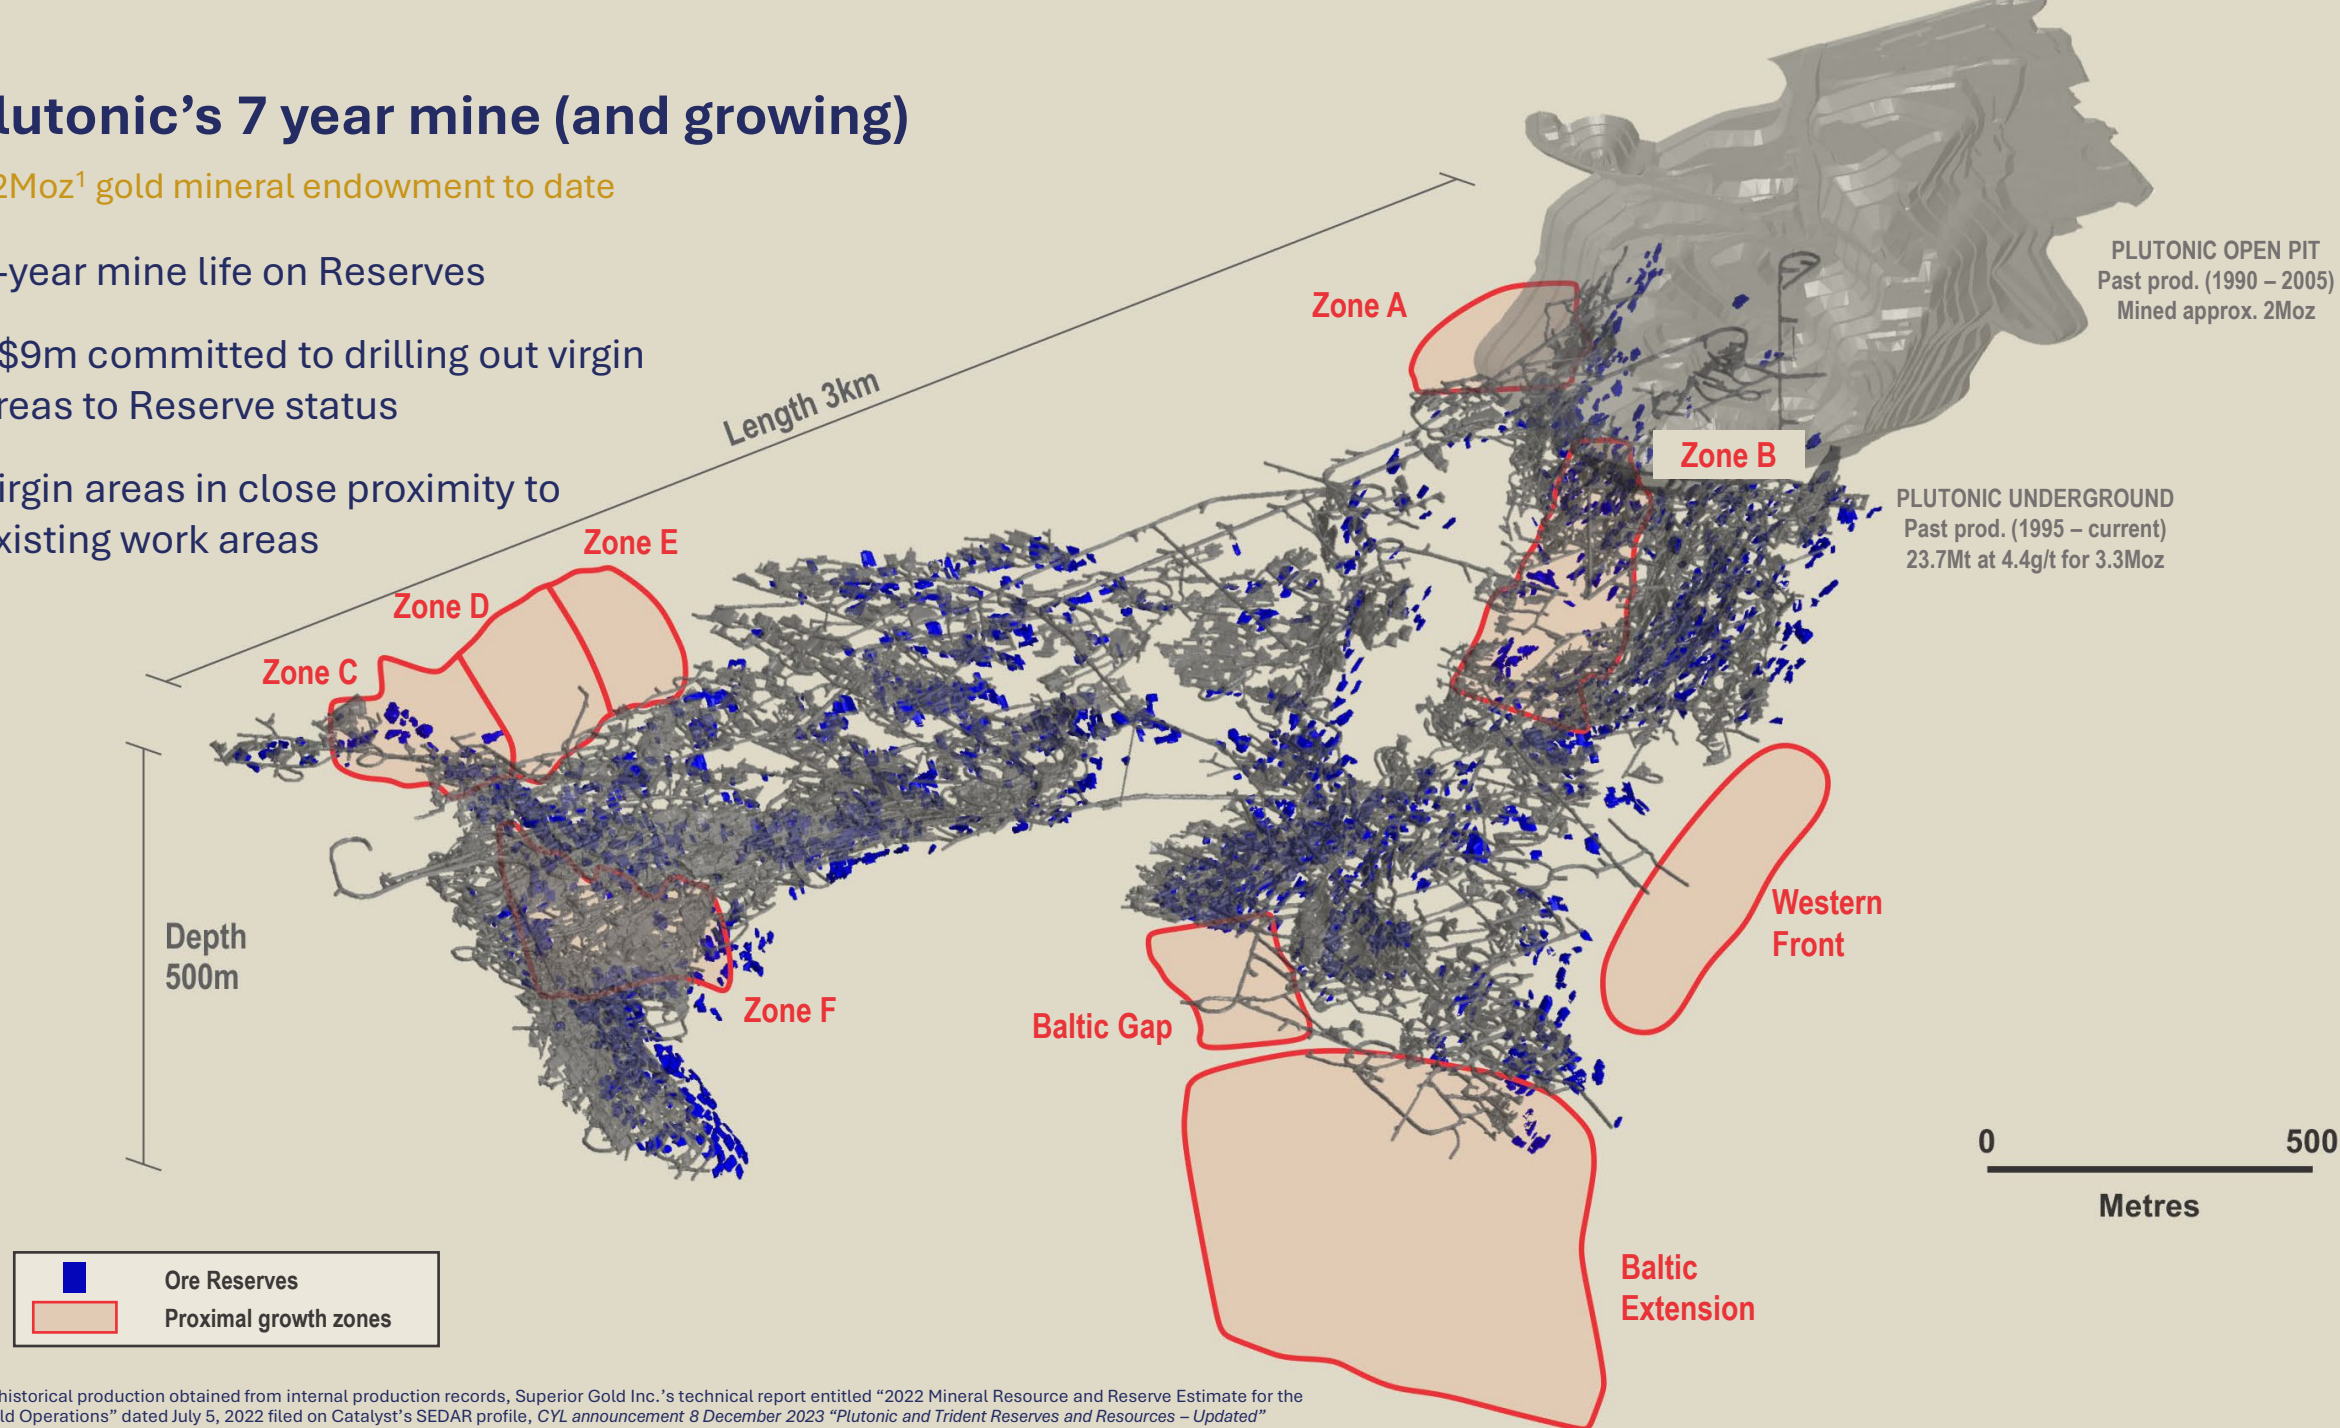 lutonic’s 7 year mine (and growing)
2Moz¹ gold mineral endowment to date
-year mine life on Reserves
$9m committed to drilling out virgin
reas to Reserve status
irgin areas in close proximity to
xisting work areas
Length 3km
Zone A
Zone B
Zone C
Zone D
Zone E
Zone F
PLUTONIC OPEN PIT
Past prod. (1990 – 2005)
Mined approx. 2Moz
PLUTONIC UNDERGROUND
Past prod. (1995 – current)
23.7Mt at 4.4g/t for 3.3Moz
Depth
500m
Western
Front
Baltic Gap
Baltic
Extension
0 500
Metres
Ore Reserves
Proximal growth zones
historical production obtained from internal production records, Superior Gold Inc.’s technical report entitled “2022 Mineral Resource and Reserve Estimate for the
ld Operations” dated July 5, 2022 filed on Catalyst’s SEDAR profile, CYL announcement 8 December 2023 “Plutonic and Trident Reserves and Resources – Updated”